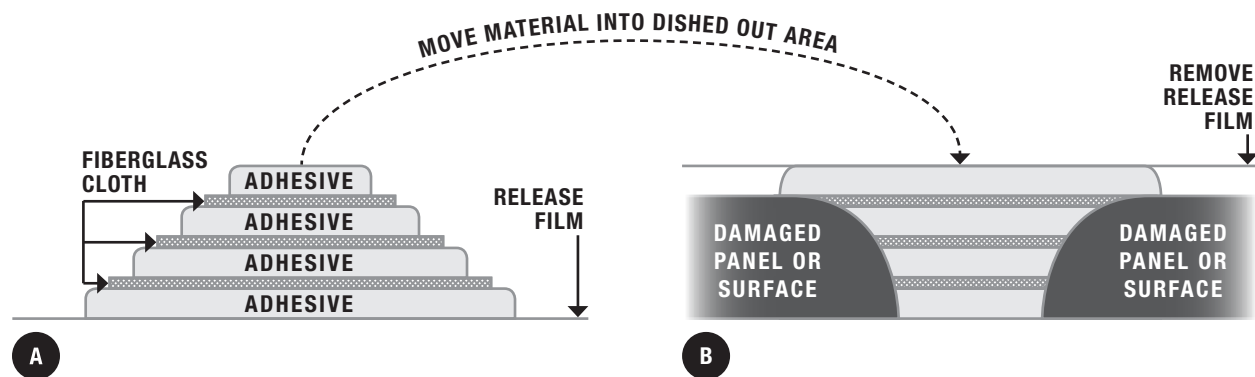 MOVE MATERIAL INTO DISHED OUT AREA
FIBERGLASS
CLOTH
ADHESIVE
ADHESIVE
ADHESIVE
ADHESIVE
RELEASE
FILM
A
REMOVE
RELEASE
FILM
DAMAGED
PANEL OR
SURFACE
DAMAGED
PANEL OR
SURFACE
B